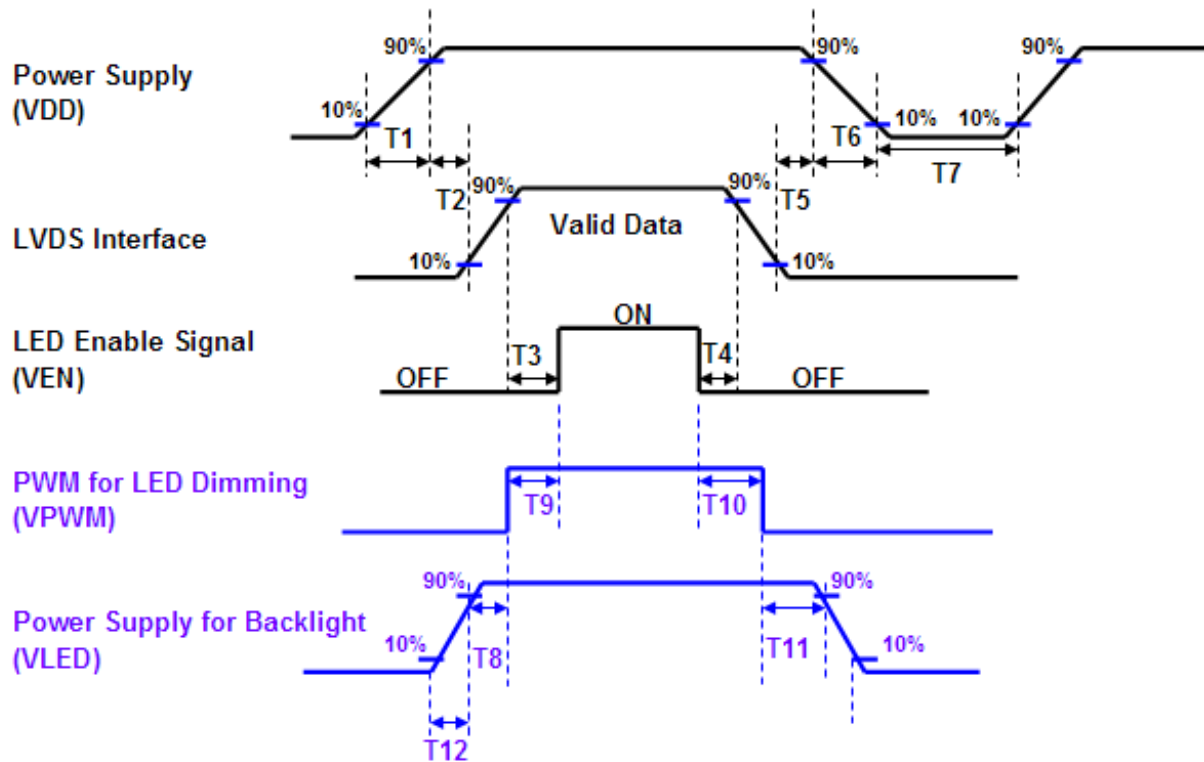 90%
90%
90%
Power Supply
(VDD)
10%
10%
10%
T1
T6
T7
T2
90%
90%
T5
Valid Data
LVDS Interface
10%
10%
ON
LED Enable Signal
(VEN)
T3
T4
OFF
OFF
PWM for LED Dimming
(VPWM)
T9
T10
90%
90%
Power Supply for Backlight
(VLED)
10%
10%
T8
T11
T12